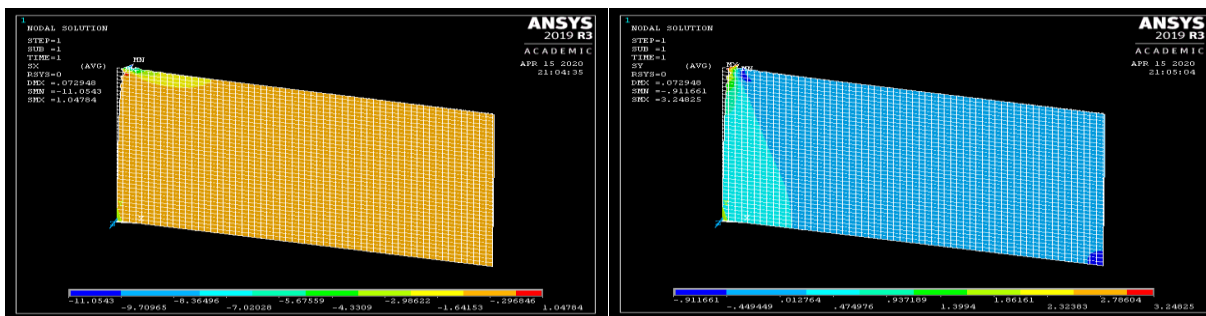 1
NODAL SOLUTION
STEP=1
SUB =1
TIME=1
SX (AVG)
RSYS=0
DMX =.072948
SMN =-11.0543
SMX =1.04784
ANSYS
2019 R3
ACADEMIC
APR 15 2020
21:04:35
MN
-11.0543 -8.36496 -5.67559 -2.98622 -.296846
-9.70965 -7.02028 -4.3309 -1.64153 1.04784
1
NODAL SOLUTION
STEP=1
SUB =1
TIME=1
SY (AVG)
RSYS=0
DMX =.072948
SMN =-.911661
SMX =3.24825
ANSYS
2019 R3
ACADEMIC
APR 15 2020
21:05:04
MX
MN
-.911661 .012764 .937189 1.86161 2.78604
-.449449 .474976 1.3994 2.32383 3.24825